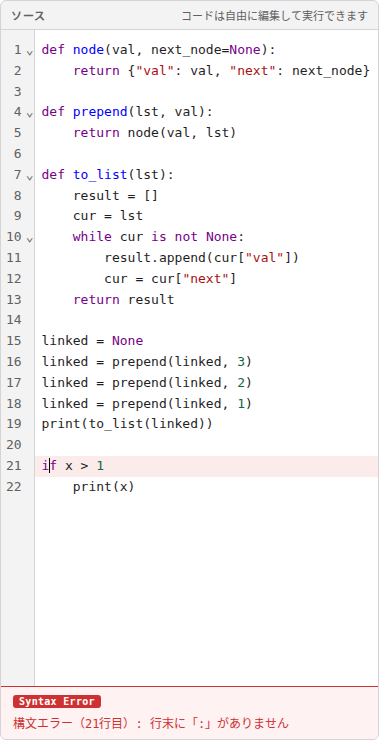 ソース
コードは自由に編集して実行できます
1 def node(val, next_node=None):
2     return {"val": val, "next": next_node}
3
4 def prepend(lst, val):
5     return node(val, lst)
6
7 def to_list(lst):
8     result = []
9     cur = lst
10     while cur is not None:
11         result.append(cur["val"])
12         cur = cur["next"]
13     return result
14
15 linked = None
16 linked = prepend(linked, 3)
17 linked = prepend(linked, 2)
18 linked = prepend(linked, 1)
19 print(to_list(linked))
20
21 if x > 1
22     print(x)
Syntax Error
構文エラー（21行目）: 行末に「:」がありません